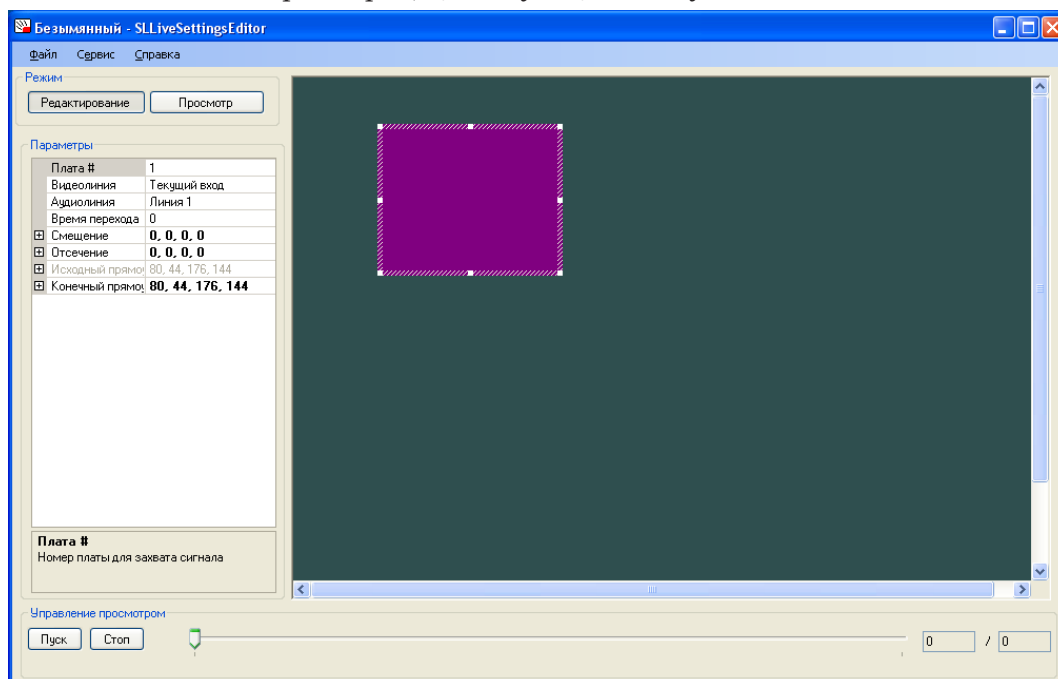 Безымянный - SLLiveSettingsEditor
Файл Сервис Справка
Режим
Редактирование Просмотр
Параметры
Плата # 1
Видеолиния Текущий вход
Аудиолиния Линия 1
Время перехода 0
Смещение 0, 0, 0, 0
Отсечение 0, 0, 0, 0
Исходный прямоу 80, 44, 176, 144
Конечный прямоу 80, 44, 176, 144
Плата #
Номер платы для захвата сигнала
Управление просмотром
Пуск Стоп 0 / 0